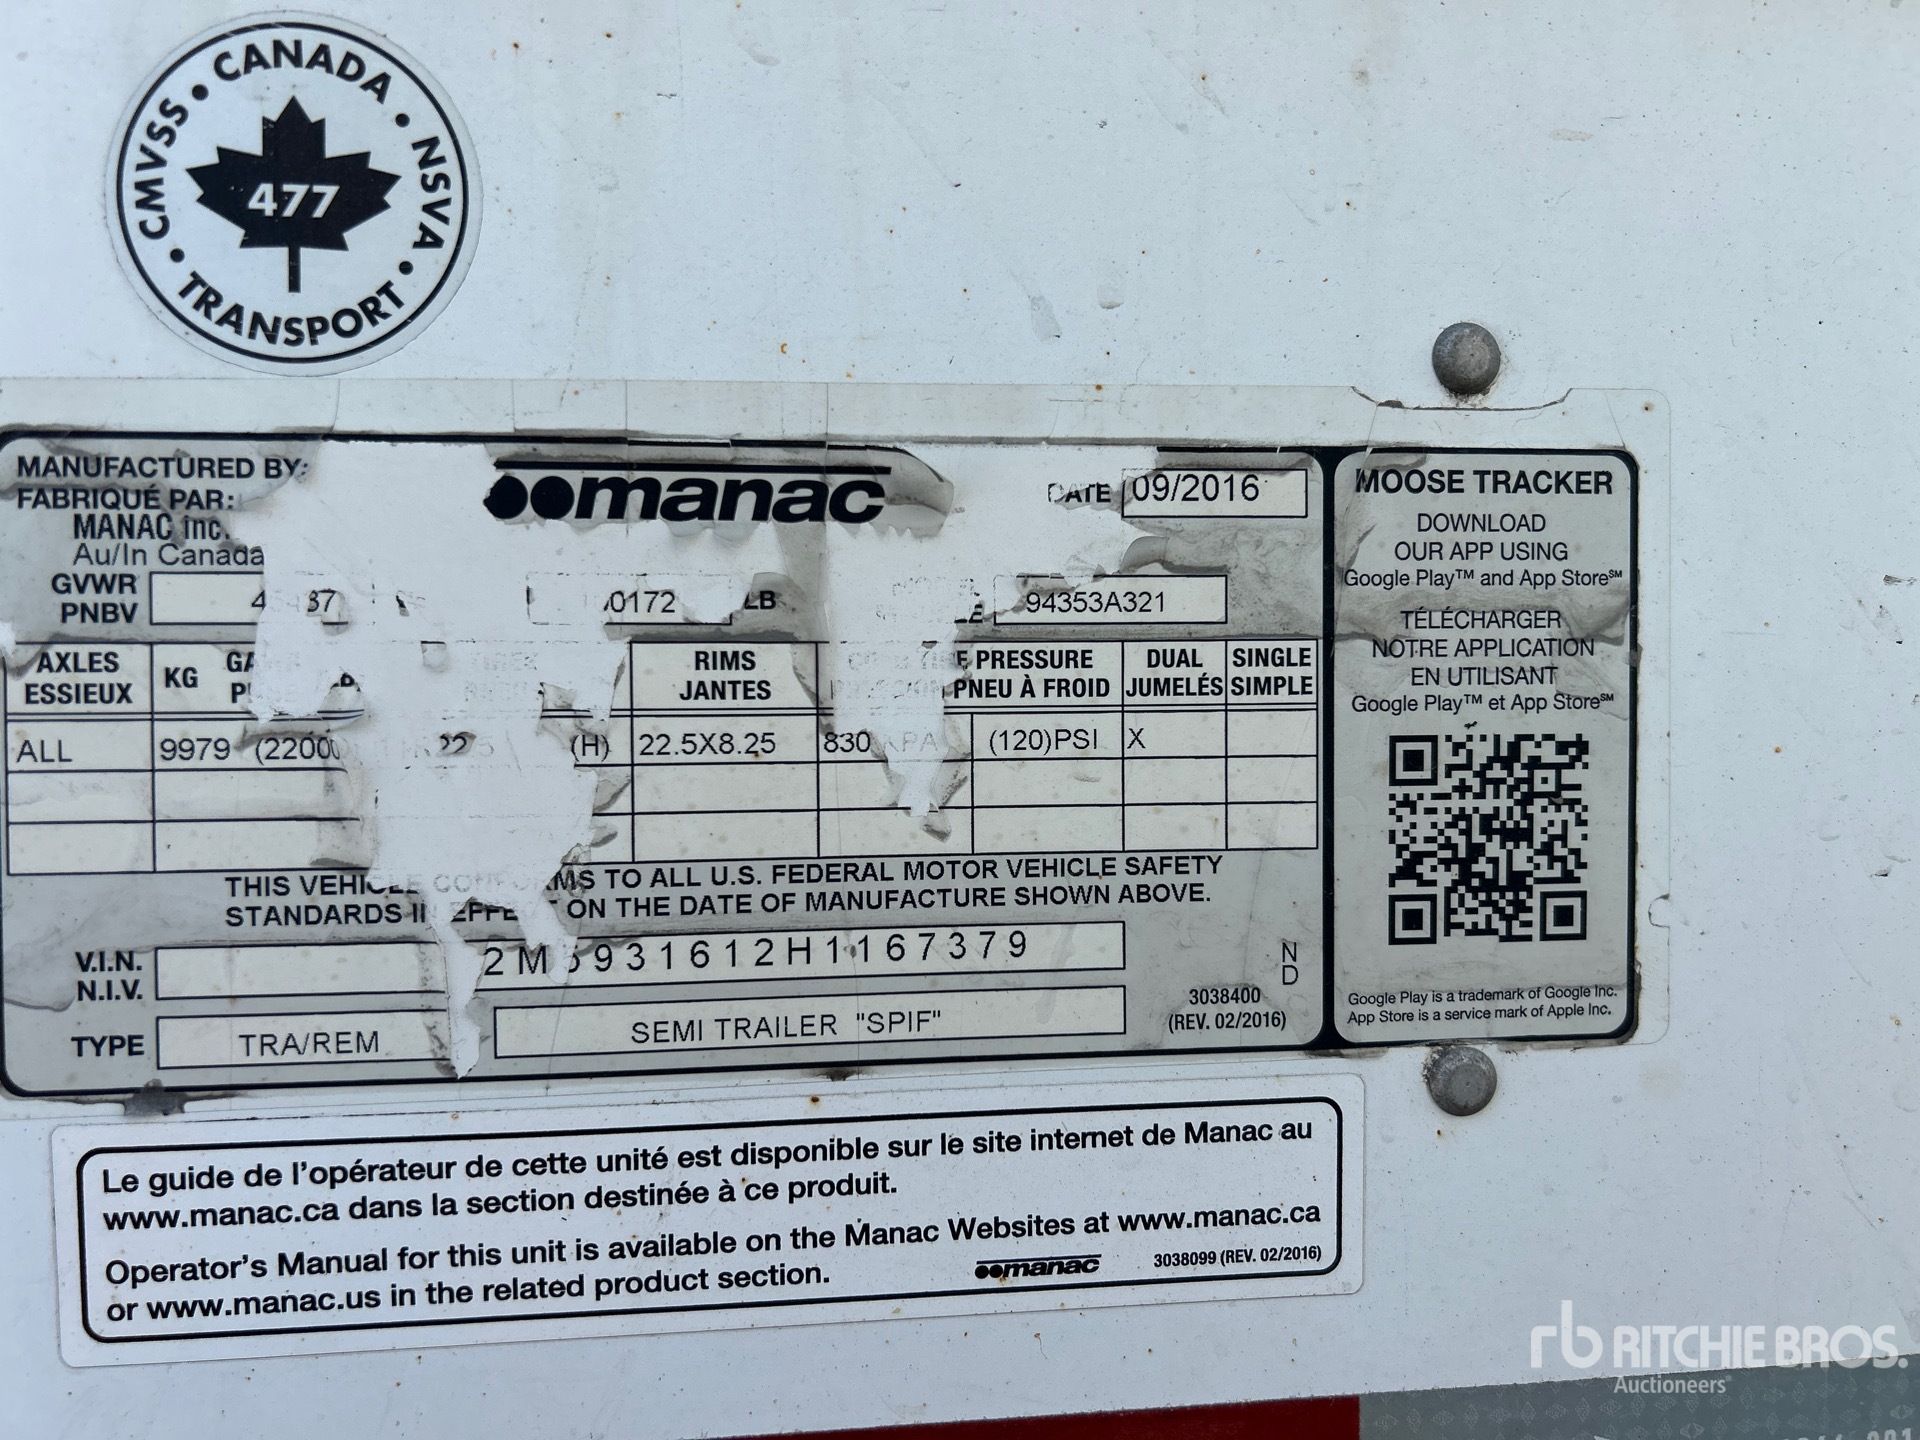 CMVSS • CANADA • NSVA • TRANSPORT •
477
MANUFACTURED BY:
FABRIQUÉ PAR:
MANAC inc.
Au/In Canada
manac
DATE 09/2016
GVWR
PNBV
LB
94353A321
AXLES
ESSIEUX
KG
RIMS
JANTES
PRESSURE
PNEU À FROID
DUAL
JUMELÉS
SINGLE
SIMPLE
ALL 9979 (H) 22.5X8.25 830 KPA (120)PSI X
THIS VEHICLE CONFORMS TO ALL U.S. FEDERAL MOTOR VEHICLE SAFETY
STANDARDS IN EFFECT ON THE DATE OF MANUFACTURE SHOWN ABOVE.
V.I.N.
N.I.V.
TYPE TRA/REM SEMI TRAILER "SPIF"
ND
3038400
(REV. 02/2016)
MOOSE TRACKER
DOWNLOAD
OUR APP USING
Google Play™ and App Store℠
TÉLÉCHARGER
NOTRE APPLICATION
EN UTILISANT
Google Play™ et App Store℠
Google Play is a trademark of Google Inc.
App Store is a service mark of Apple Inc.
Le guide de l'opérateur de cette unité est disponible sur le site internet de Manac au
www.manac.ca dans la section destinée à ce produit.
Operator's Manual for this unit is available on the Manac Websites at www.manac.ca
or www.manac.us in the related product section.
manac 3038099 (REV. 02/2016)
rb RITCHIE BROS.
Auctioneers